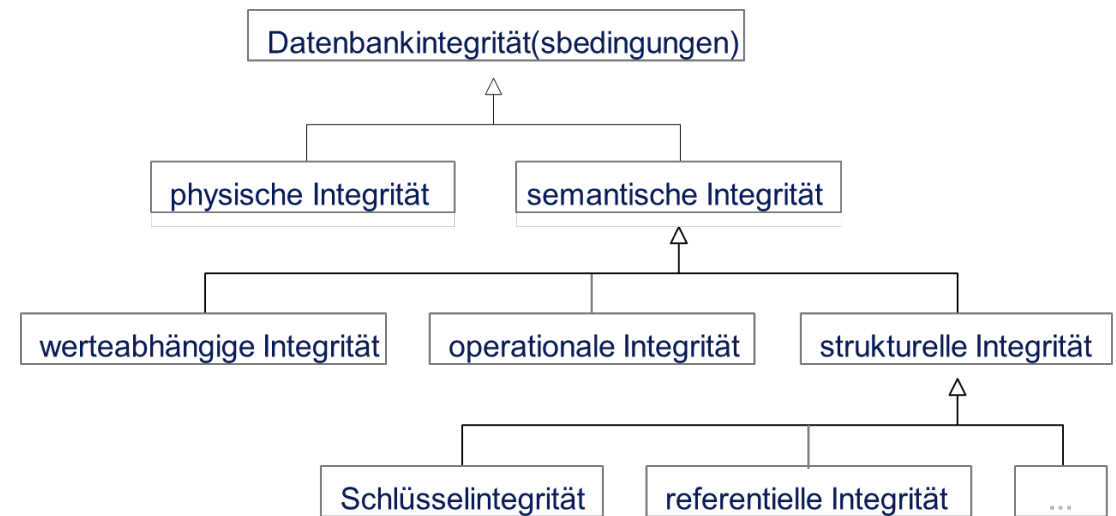 Datenbankintegrität(sbedingungen)
physische Integrität
semantische Integrität
werteabhängige Integrität
operationale Integrität
strukturelle Integrität
Schlüsselintegrität
referentielle Integrität
...